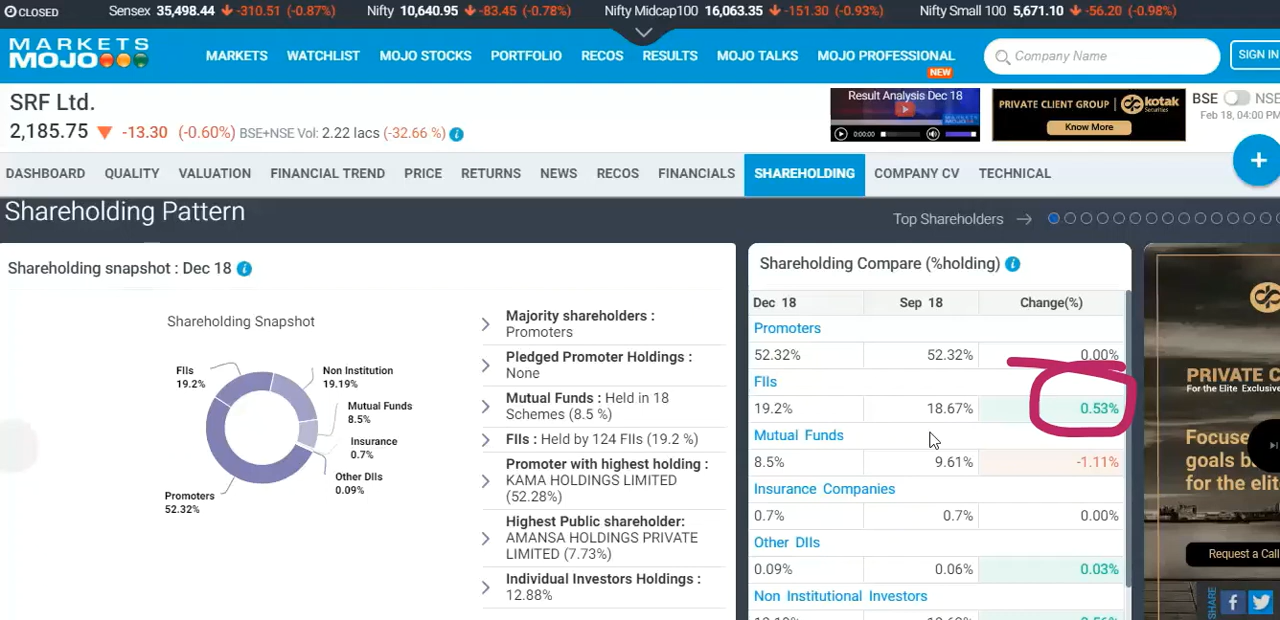 CLOSED Sensex 35,498.44 -310.51 (-0.87%) Nifty 10,640.95 -83.45 (-0.78%) Nifty Midcap100 16,063.35 -151.30 (-0.93%) Nifty Small 100 5,671.10 -56.20 (-0.98%)
MARKETS
MOJO
MARKETS WATCHLIST MOJO STOCKS PORTFOLIO RECOS RESULTS MOJO TALKS MOJO PROFESSIONAL
NEW
Company Name
SIGN IN
SRF Ltd.
2,185.75 -13.30 (-0.60%) BSE+NSE Vol: 2.22 lacs (-32.66 %)
Result Analysis Dec 18
0:00:00
PRIVATE CLIENT GROUP kotak
Securities
Know More
BSE NSE
Feb 18, 04:00 PM
DASHBOARD QUALITY VALUATION FINANCIAL TREND PRICE RETURNS NEWS RECOS FINANCIALS SHAREHOLDING COMPANY CV TECHNICAL
Shareholding Pattern
Top Shareholders
Shareholding snapshot : Dec 18
Shareholding Snapshot
FIIs
19.2%
Non Institution
19.19%
Mutual Funds
8.5%
Insurance
0.7%
Other DIIs
0.09%
Promoters
52.32%
Majority shareholders :
Promoters
Pledged Promoter Holdings :
None
Mutual Funds : Held in 18
Schemes (8.5 %)
FIIs : Held by 124 FIIs (19.2 %)
Promoter with highest holding :
KAMA HOLDINGS LIMITED
(52.28%)
Highest Public shareholder:
AMANSA HOLDINGS PRIVATE
LIMITED (7.73%)
Individual Investors Holdings :
12.88%
Shareholding Compare (%holding)
Dec 18 Sep 18 Change(%)
Promoters
52.32% 52.32% 0.00%
FIIs
19.2% 18.67% 0.53%
Mutual Funds
8.5% 9.61% -1.11%
Insurance Companies
0.7% 0.7% 0.00%
Other DIIs
0.09% 0.06% 0.03%
Non Institutional Investors
PRIVATE C
For the Elite Exclusive
Focuse
goals b
for the elit
Request a Call
SHARE